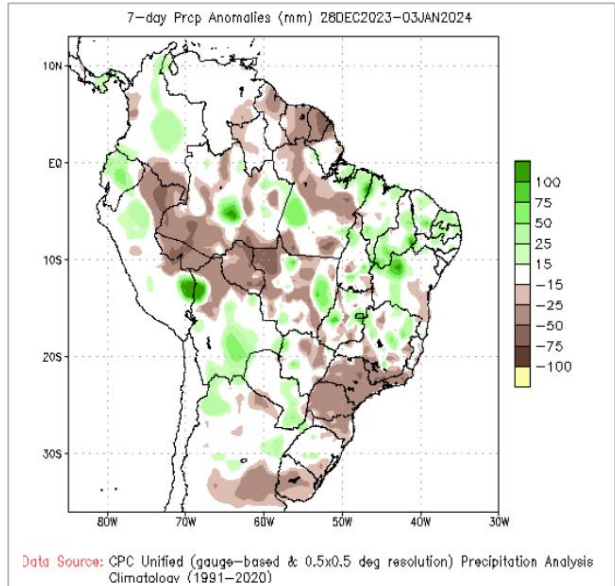 7-day Prcp Anomalies (mm) 28DEC2023-03JAN2024
10N
EQ
10S
20S
30S
80W 70W 60W 50W 40W 30W
100
75
50
25
15
-15
-25
-50
-75
-100
Data Source: CPC Unified (gauge-based & 0.5x0.5 deg resolution) Precipitation Analysis
Climatology (1991-2020)